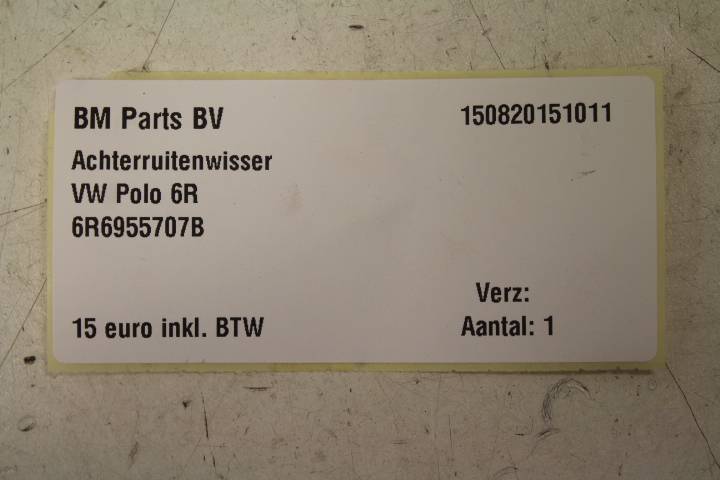 BM Parts BV 150820151011
Achterruitenwisser
VW Polo 6R
6R6955707B
Verz:
15 euro inkl. BTW Aantal: 1